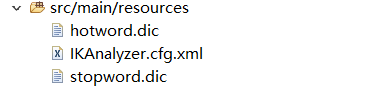 src/main/resources
hotword.dic
IKAnalyzer.cfg.xml
stopword.dic